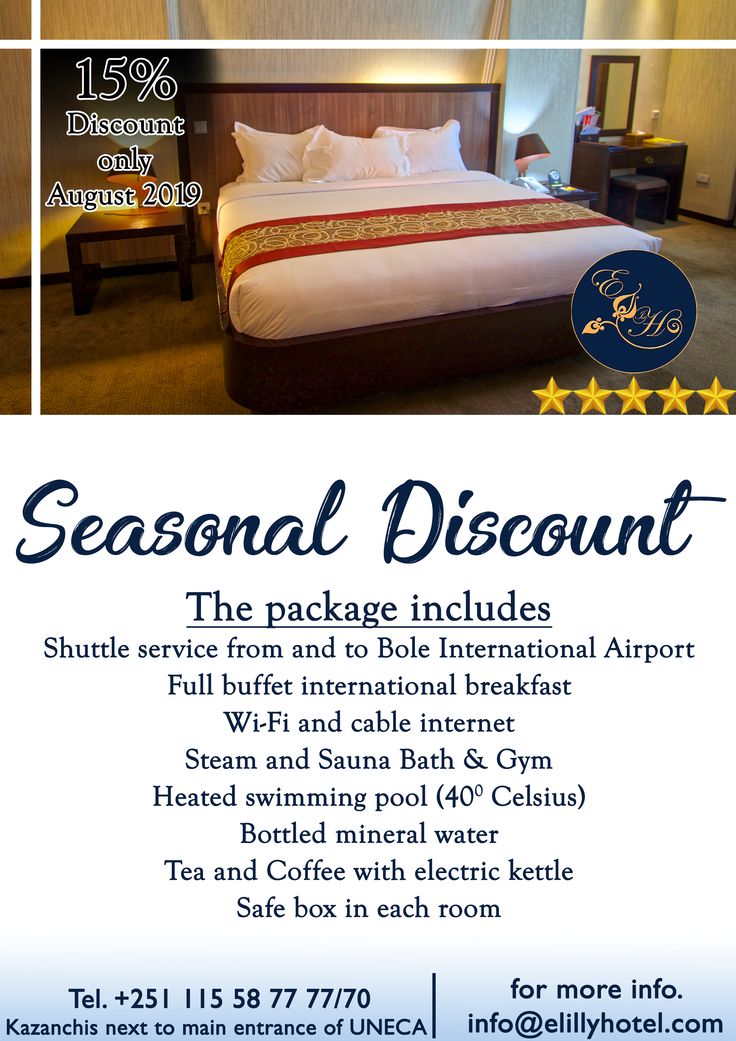 15%
Discount
only
August 2019
Seasonal Discount
The package includes
Shuttle service from and to Bole International Airport
Full buffet international breakfast
Wi-Fi and cable internet
Steam and Sauna Bath & Gym
Heated swimming pool (40⁰ Celsius)
Bottled mineral water
Tea and Coffee with electric kettle
Safe box in each room
Tel. +251 115 58 77 77/70
Kazanchis next to main entrance of UNECA
for more info.
info@elillyhotel.com